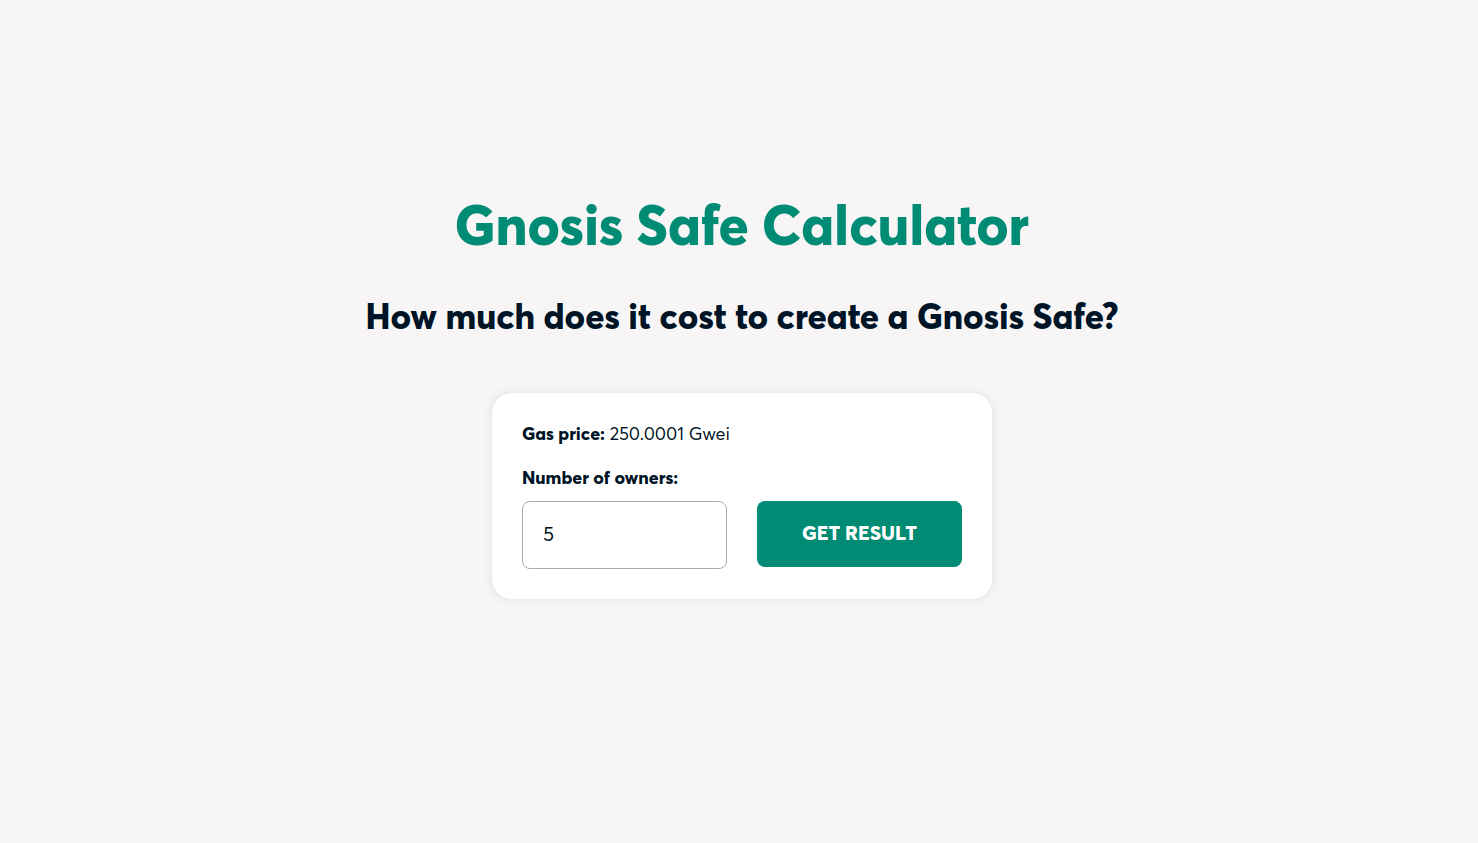 Gnosis Safe Calculator
How much does it cost to create a Gnosis Safe?
Gas price: 250.0001 Gwei
Number of owners:
5
GET RESULT